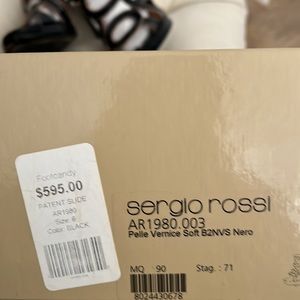 Footcandy
$595.00
PATENT SLIDE
AR1980
Size: 6
Color: BLACK
sergio rossi
AR1980.003
Pelle Vernice Soft B2NVS Nero
MQ 90 Stag. : 71
8024430678